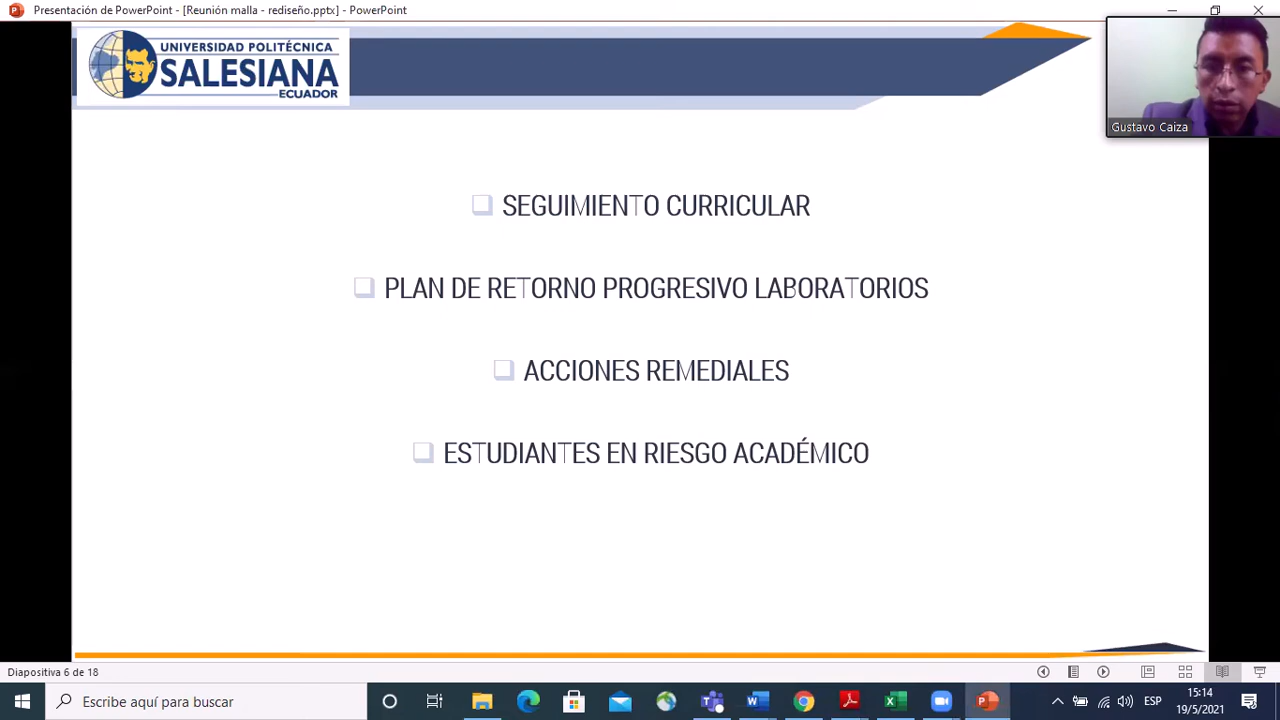 Presentación de PowerPoint - [Reunión malla - rediseño.pptx] - PowerPoint
UNIVERSIDAD POLITÉCNICA
SALESIANA
ECUADOR
Gustavo Caiza
SEGUIMIENTO CURRICULAR
PLAN DE RETORNO PROGRESIVO LABORATORIOS
ACCIONES REMEDIALES
ESTUDIANTES EN RIESGO ACADÉMICO
Diapositiva 6 de 18
Escribe aquí para buscar
ESP
15:14
19/5/2021